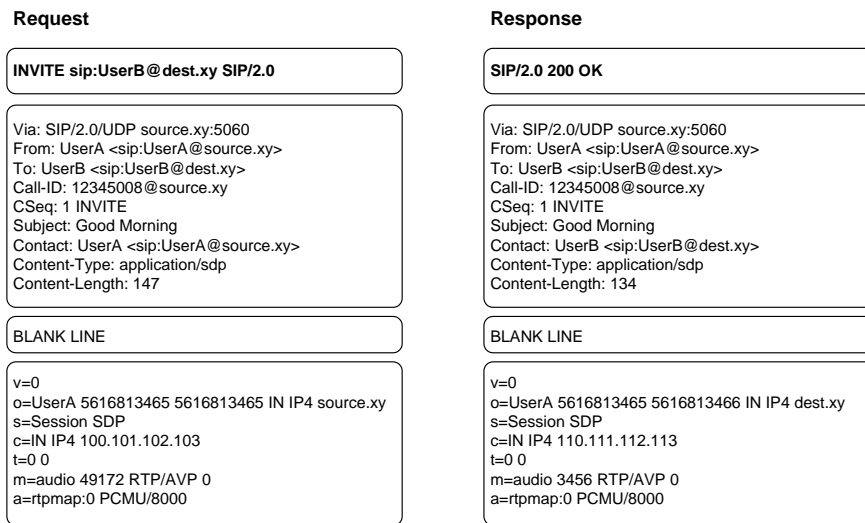 Request
INVITE sip:UserB@dest.xy SIP/2.0
Via: SIP/2.0/UDP source.xy:5060
From: UserA <sip:UserA@source.xy>
To: UserB <sip:UserB@dest.xy>
Call-ID: 12345008@source.xy
CSeq: 1 INVITE
Subject: Good Morning
Contact: UserA <sip:UserA@source.xy>
Content-Type: application/sdp
Content-Length: 147
BLANK LINE
v=0
o=UserA 5616813465 5616813465 IN IP4 source.xy
s=Session SDP
c=IN IP4 100.101.102.103
t=0 0
m=audio 49172 RTP/AVP 0
a=rtpmap:0 PCMU/8000
Response
SIP/2.0 200 OK
Via: SIP/2.0/UDP source.xy:5060
From: UserA <sip:UserA@source.xy>
To: UserB <sip:UserB@dest.xy>
Call-ID: 12345008@source.xy
CSeq: 1 INVITE
Subject: Good Morning
Contact: UserB <sip:UserB@dest.xy>
Content-Type: application/sdp
Content-Length: 134
BLANK LINE
v=0
o=UserA 5616813465 5616813466 IN IP4 dest.xy
s=Session SDP
c=IN IP4 110.111.112.113
t=0 0
m=audio 3456 RTP/AVP 0
a=rtpmap:0 PCMU/8000